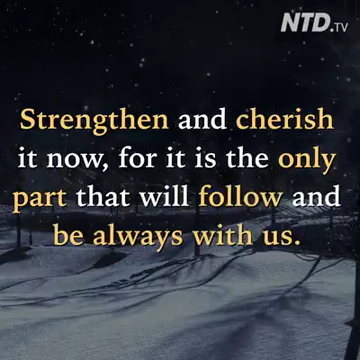 NTD.TV
Strengthen and cherish
it now, for it is the only
part that will follow and
be always with us.